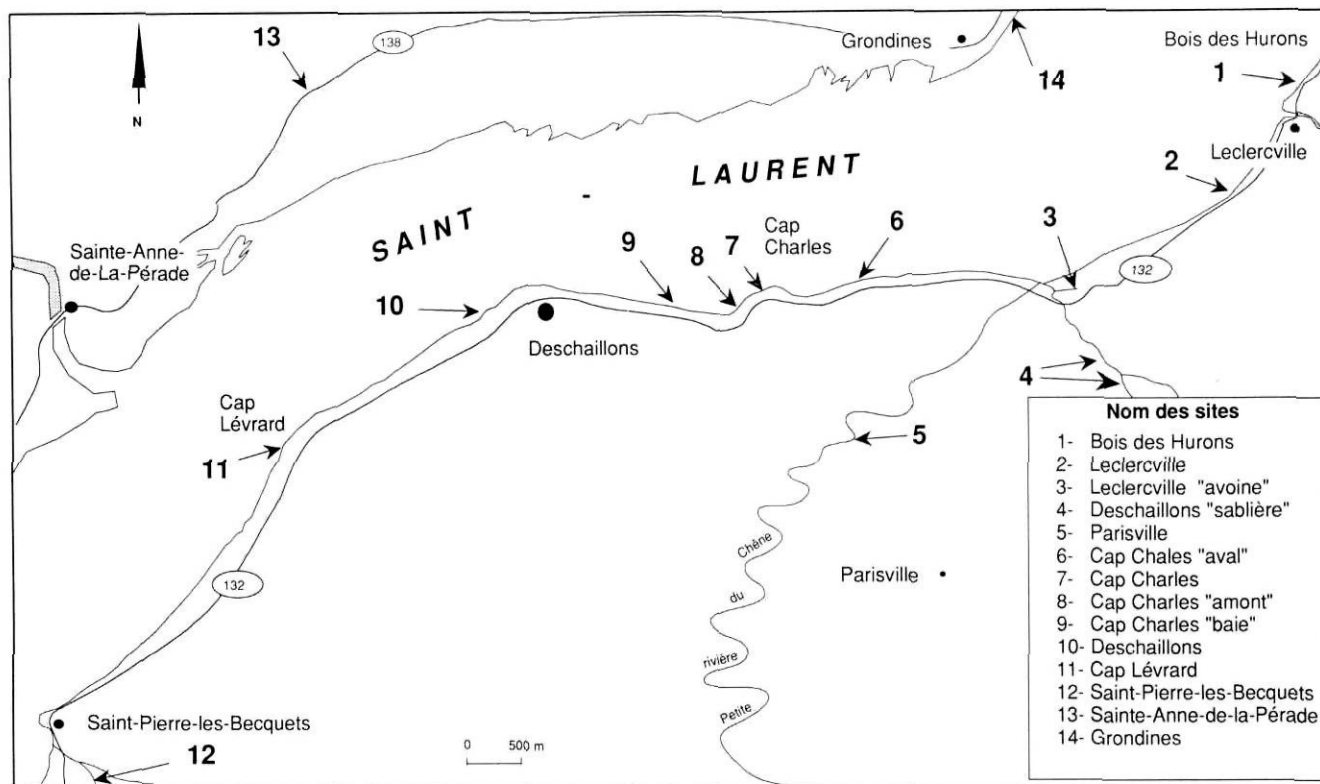 13
138
Grondines
14
Bois des Hurons
1
Leclercville
2
N
SAINT - LAURENT
3
132
Sainte-Anne-
de-La-Pérade
9
8
7
Cap
Charles
6
10
Deschaillons
4
Cap
Lévrard
11
5
132
Parisville
Petite
rivière
du
Chêne
Saint-Pierre-les-Becquets
12
0 500 m
Nom des sites
1- Bois des Hurons
2- Leclercville
3- Leclercville "avoine"
4- Deschaillons "sablière"
5- Parisville
6- Cap Chales "aval"
7- Cap Charles
8- Cap Charles "amont"
9- Cap Charles "baie"
10- Deschaillons
11- Cap Lévrard
12- Saint-Pierre-les-Becquets
13- Sainte-Anne-de-la-Pérade
14- Grondines